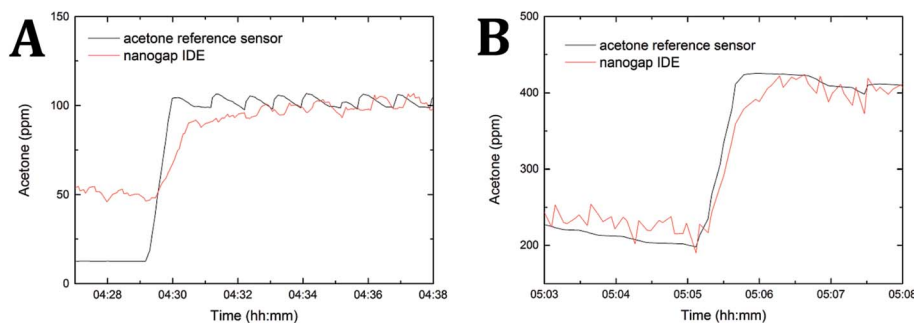 A
acetone reference sensor
nanogap IDE
150
100
50
0
Acetone (ppm)
04:28
04:30
04:32
04:34
04:36
04:38
Time (hh:mm)
B
acetone reference sensor
nanogap IDE
500
400
300
200
Acetone (ppm)
05:03
05:04
05:05
05:06
05:07
05:08
Time (hh:mm)